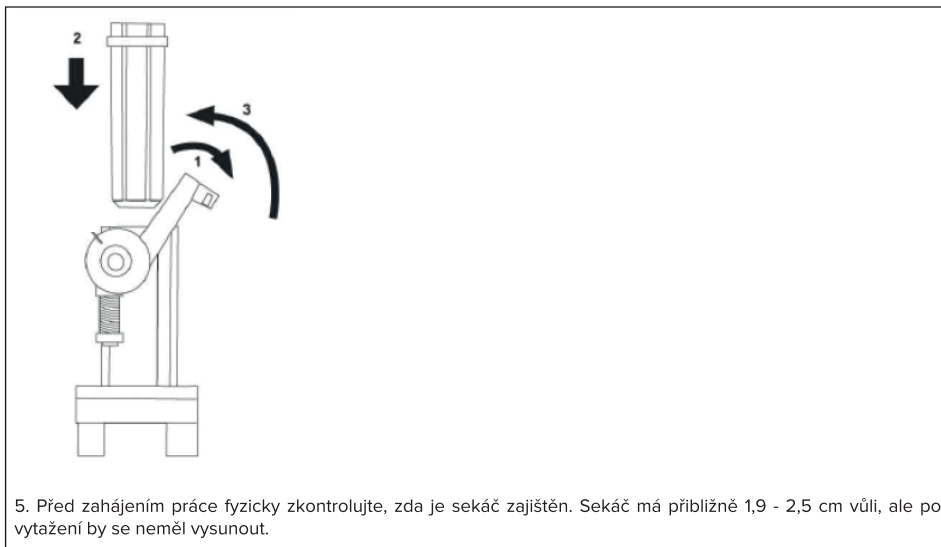 2
3
1
5. Před zahájením práce fyzicky zkontrolujte, zda je sekáč zajištěn. Sekáč má přibližně 1,9 - 2,5 cm vůli, ale po
vytažení by se neměl vysunout.